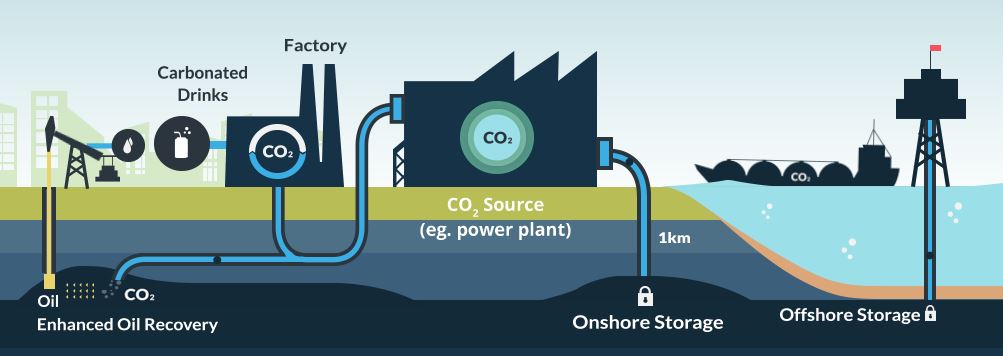 Factory
Carbonated
Drinks
CO₂
CO₂
CO₂
CO₂ Source
(eg. power plant)
1km
Oil
CO₂
Enhanced Oil Recovery
Onshore Storage
Offshore Storage